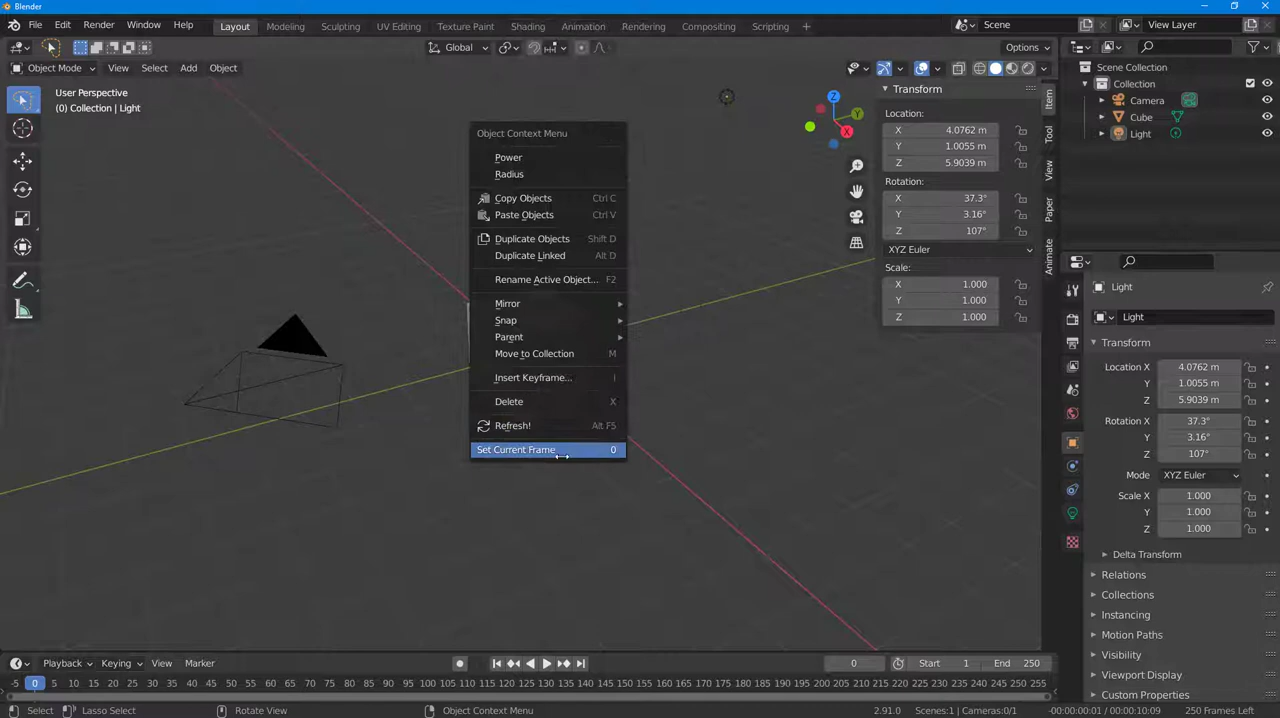 Blender
File Edit Render Window Help Layout Modeling Sculpting UV Editing Texture Paint Shading Animation Rendering Compositing Scripting + Scene View Layer
Global Options
Object Mode View Select Add Object
User Perspective
(0) Collection | Light
Z
Y
X
Object Context Menu
Power
Radius
Copy Objects Ctrl C
Paste Objects Ctrl V
Duplicate Objects Shift D
Duplicate Linked Alt D
Rename Active Object... F2
Mirror
Snap
Parent
Move to Collection M
Insert Keyframe... I
Delete X
Refresh! Alt F5
Set Current Frame 0
Transform
Location:
X 4.0762 m
Y 1.0055 m
Z 5.9039 m
Rotation:
X 37.3°
Y 3.16°
Z 107°
XYZ Euler
Scale:
X 1.000
Y 1.000
Z 1.000
Item
Tool
View
Paper
Animate
Scene Collection
Collection
Camera
Cube
Light
Light
Light
Transform
Location X 4.0762 m
Y 1.0055 m
Z 5.9039 m
Rotation X 37.3°
Y 3.16°
Z 107°
Mode XYZ Euler
Scale X 1.000
Y 1.000
Z 1.000
Delta Transform
Relations
Collections
Instancing
Motion Paths
Visibility
Viewport Display
Custom Properties
Playback Keying View Marker 0 Start 1 End 250
-5 0 5 10 15 20 25 30 35 40 45 50 55 60 65 70 75 80 85 90 95 100 105 110 115 120 125 130 135 140 145 150 155 160 165 170 175 180 185 190 195 200 205 210 215 220 225 230 235 240 245 250 255
Select Lasso Select Rotate View Object Context Menu 2.91.0 Scenes:1 | Cameras:0/1 -00:00:00:01 / 00:00:10:09 250 Frames Left